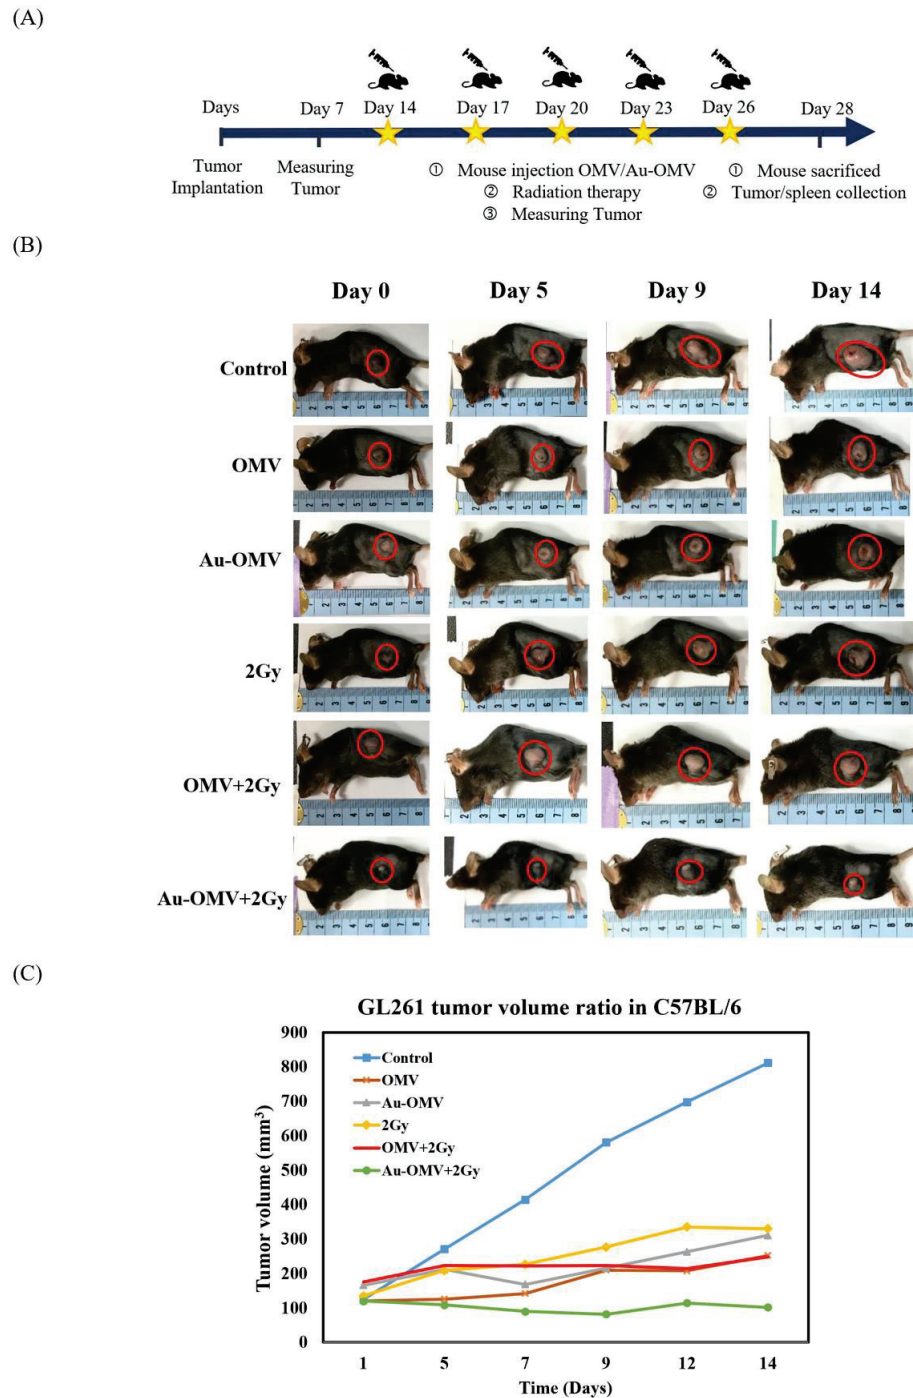 (A)
Days
Day 7
Day 14
Day 17
Day 20
Day 23
Day 26
Day 28
Tumor
Implantation
Measuring
Tumor
① Mouse injection OMV/Au-OMV
② Radiation therapy
③ Measuring Tumor
① Mouse sacrificed
② Tumor/spleen collection
(B)
Day 0 Day 5 Day 9 Day 14
Control
OMV
Au-OMV
2Gy
OMV+2Gy
Au-OMV+2Gy
(C)
GL261 tumor volume ratio in C57BL/6
Tumor volume (mm³)
900
800
700
600
500
400
300
200
100
0
Control
OMV
Au-OMV
2Gy
OMV+2Gy
Au-OMV+2Gy
1 5 7 9 12 14
Time (Days)